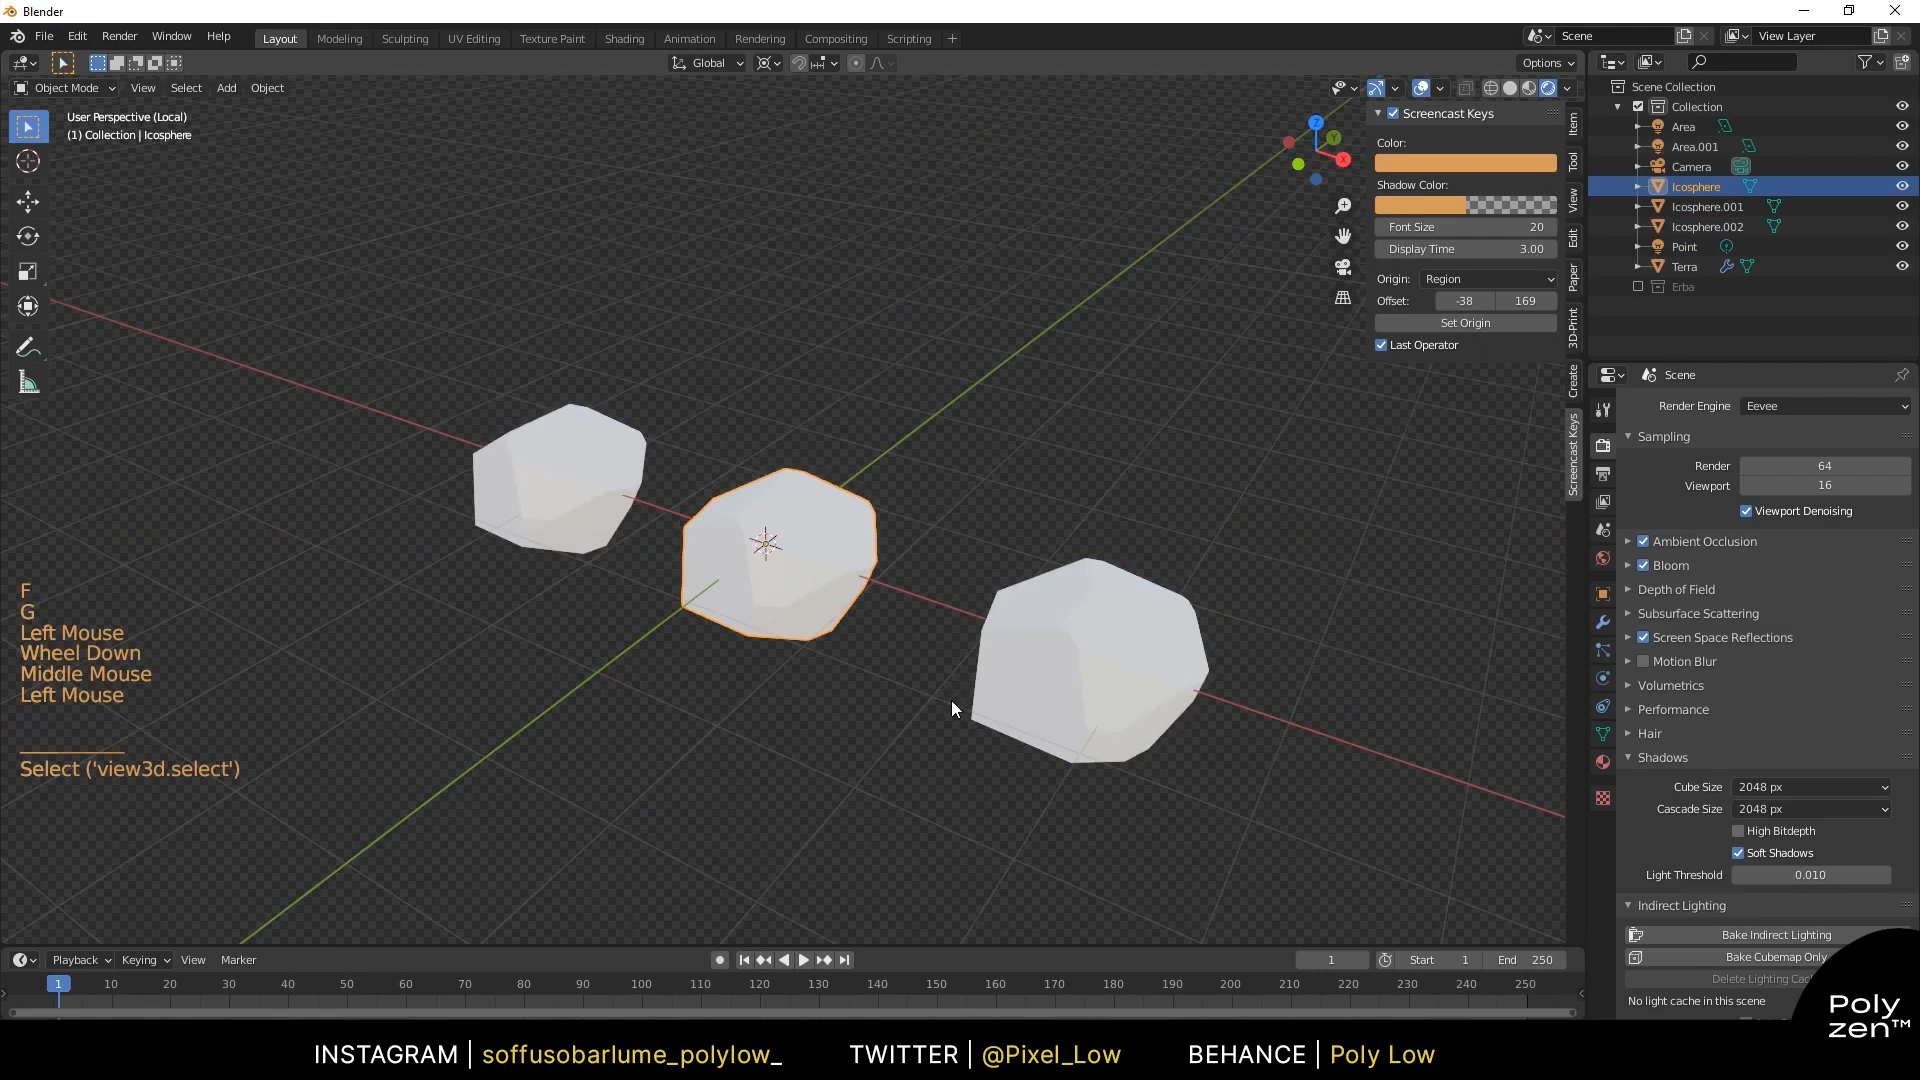 Blender
File Edit Render Window Help
Layout Modeling Sculpting UV Editing Texture Paint Shading Animation Rendering Compositing Scripting +
Scene
View Layer
Global
Options
Object Mode View Select Add Object
User Perspective (Local)
(1) Collection | Icosphere
Z
Y
X
Screencast Keys
Color:
Shadow Color:
Font Size 20
Display Time 3.00
Origin: Region
Offset: -38 169
Set Origin
Last Operator
Item
Tool
View
Edit
Paper
3D-Print
Create
Screencast Keys
Scene Collection
Collection
Area
Area.001
Camera
Icosphere
Icosphere.001
Icosphere.002
Point
Terra
Erba
Scene
Render Engine Eevee
Sampling
Render 64
Viewport 16
Viewport Denoising
Ambient Occlusion
Bloom
Depth of Field
Subsurface Scattering
Screen Space Reflections
Motion Blur
Volumetrics
Performance
Hair
Shadows
Cube Size 2048 px
Cascade Size 2048 px
High Bitdepth
Soft Shadows
Light Threshold 0.010
Indirect Lighting
Bake Indirect Lighting
Bake Cubemap Only
Delete Lighting
No light cache in this scene
F
G
Left Mouse
Wheel Down
Middle Mouse
Left Mouse
Select ('view3d.select')
Playback Keying View Marker
1 Start 1 End 250
1 10 20 30 40 50 60 70 80 90 100 110 120 130 140 150 160 170 180 190 200 210 220 230 240 250
Poly
zen™
INSTAGRAM | soffusobarlume_polylow_ TWITTER | @Pixel_Low BEHANCE | Poly Low